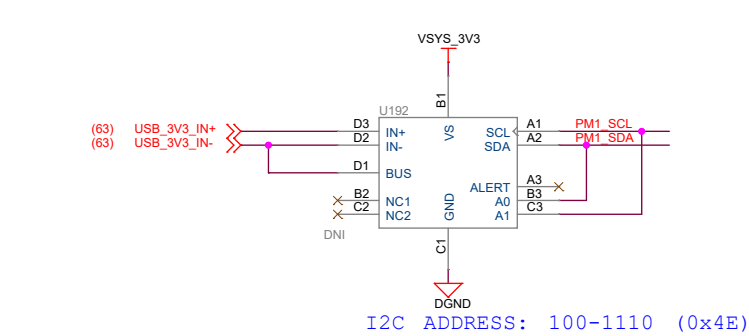 VSYS_3V3
B1
U192
(63) USB_3V3_IN+ D3 IN+ VS SCL A1 PM1_SCL
(63) USB_3V3_IN- D2 IN- SDA A2 PM1_SDA
D1 BUS
ALERT A3
B2 NC1 A0 B3
C2 NC2 GND A1 C3
DNI
C1
DGND
I2C ADDRESS: 100-1110 (0x4E)